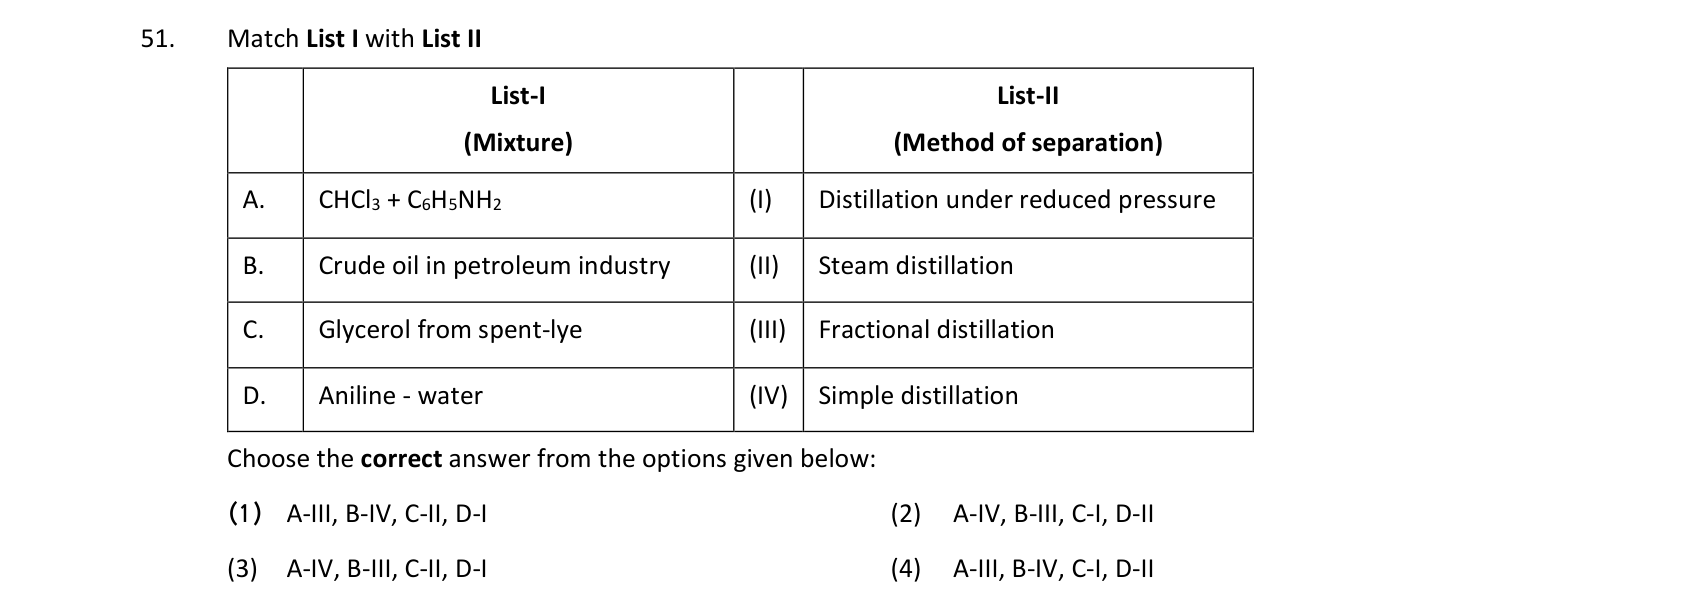 51. Match List I with List II
List-I
(Mixture)
List-II
(Method of separation)
A. CHCl₃ + C₆H₅NH₂ (I) Distillation under reduced pressure
B. Crude oil in petroleum industry (II) Steam distillation
C. Glycerol from spent-lye (III) Fractional distillation
D. Aniline - water (IV) Simple distillation
Choose the correct answer from the options given below:
(1) A-III, B-IV, C-II, D-I (2) A-IV, B-III, C-I, D-II
(3) A-IV, B-III, C-II, D-I (4) A-III, B-IV, C-I, D-II